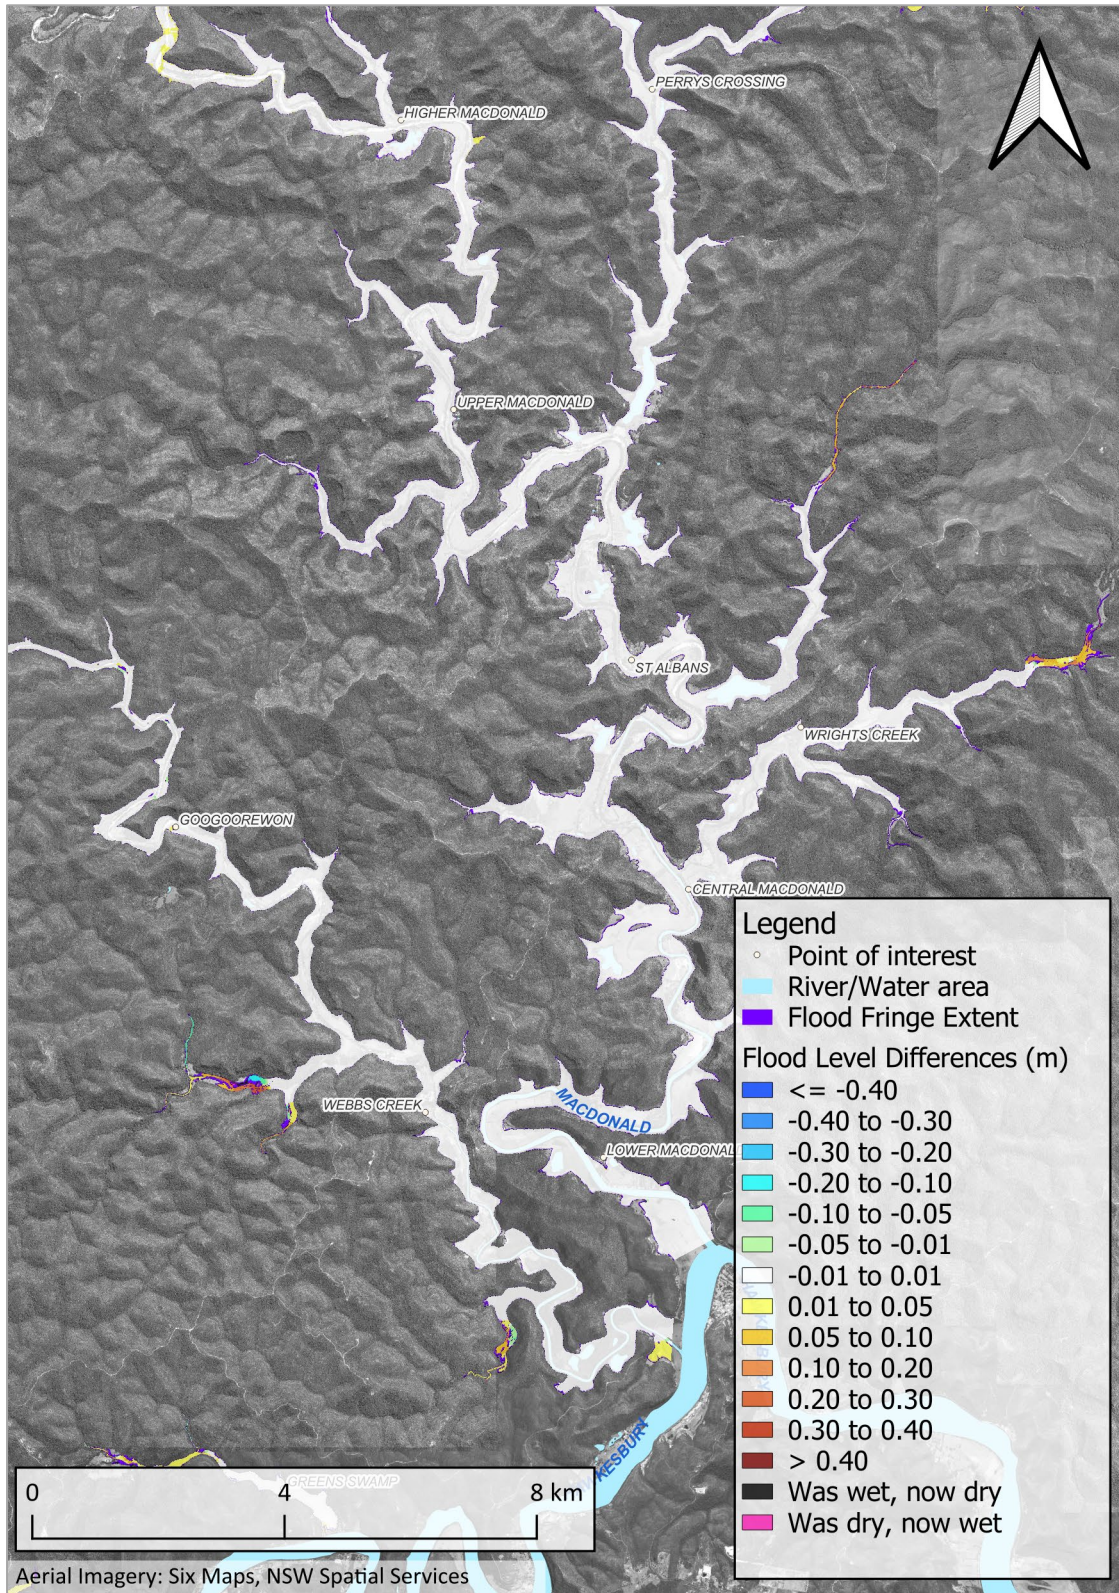 PERRYS CROSSING
HIGHER MACDONALD
UPPER MACDONALD
ST ALBANS
WRIGHTS CREEK
GOOGOOREWON
CENTRAL MACDONALD
WEBBS CREEK
MACDONALD
LOWER MACDONAL
KESBURY
GREENS SWAMP
Legend
Point of interest
River/Water area
Flood Fringe Extent
Flood Level Differences (m)
<= -0.40
-0.40 to -0.30
-0.30 to -0.20
-0.20 to -0.10
-0.10 to -0.05
-0.05 to -0.01
-0.01 to 0.01
0.01 to 0.05
0.05 to 0.10
0.10 to 0.20
0.20 to 0.30
0.30 to 0.40
> 0.40
Was wet, now dry
Was dry, now wet
0 4 8 km
Aerial Imagery: Six Maps, NSW Spatial Services